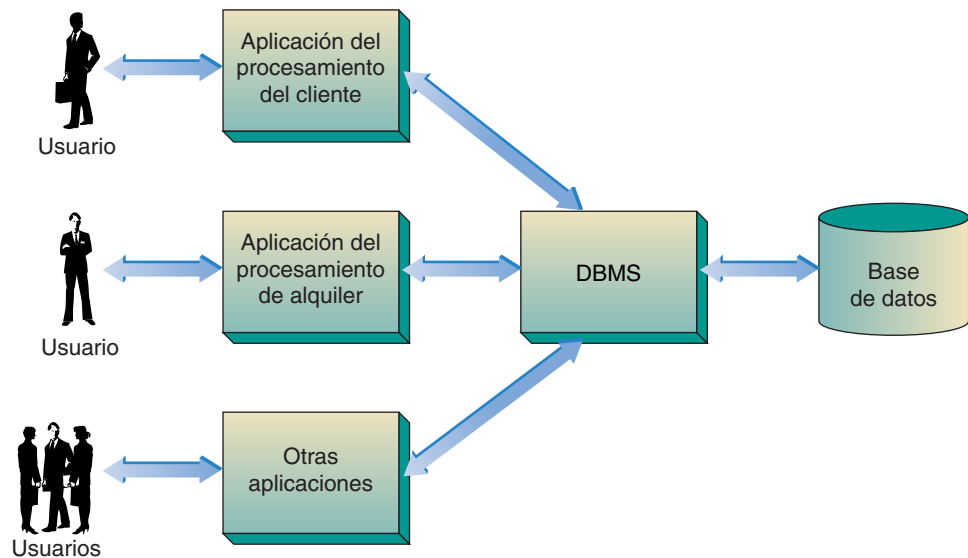 Aplicación del
procesamiento
del cliente
Usuario
Aplicación del
procesamiento
de alquiler
DBMS
Base
de datos
Usuario
Otras
aplicaciones
Usuarios